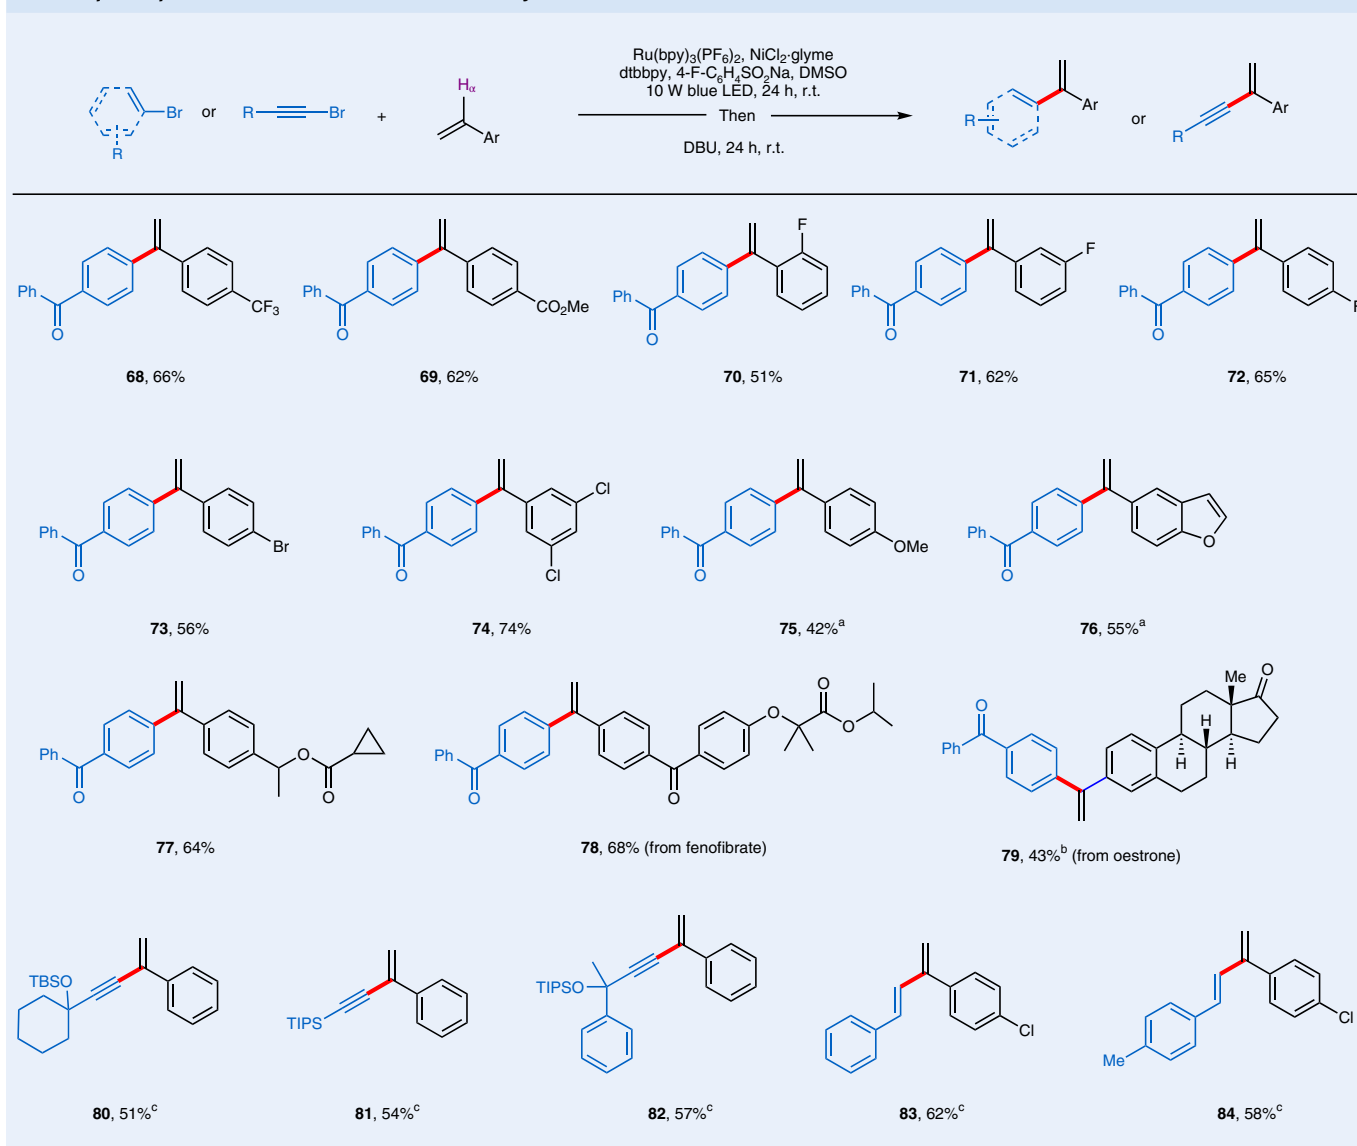 Ru(bpy)3(PF6)2, NiCl2·glyme
dtbbpy, 4-F-C6H4SO2Na, DMSO
10 W blue LED, 24 h, r.t.
Then
DBU, 24 h, r.t.
Br
R
or
R
Br
+
Hα
Ar
R
Ar
or
R
Ar
Ph
O
CF3
68, 66%
Ph
O
CO2Me
69, 62%
Ph
O
F
70, 51%
Ph
O
F
71, 62%
Ph
O
72, 65%
Ph
O
Br
73, 56%
Ph
O
Cl
Cl
74, 74%
Ph
O
OMe
75, 42%a
Ph
O
O
76, 55%a
Ph
O
O
O
77, 64%
Ph
O
O
O
O
O
78, 68% (from fenofibrate)
Ph
O
Me
O
H
H
H
79, 43%b (from oestrone)
TBSO
80, 51%c
TIPS
81, 54%c
TIPSO
82, 57%c
Cl
83, 62%c
Me
Cl
84, 58%c